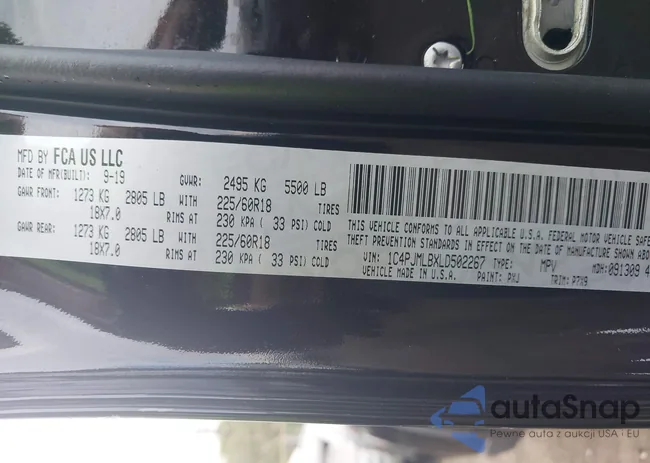 MFD BY FCA US LLC
DATE OF MFR(BUILT): 9-19 GVWR: 2495 KG 5500 LB
GAWR FRONT: 1273 KG 2805 LB WITH 225/60R18 TIRES
18X7.0 RIMS AT 230 KPA ( 33 PSI) COLD
GAWR REAR: 1273 KG 2805 LB WITH 225/60R18 TIRES
18X7.0 RIMS AT 230 KPA ( 33 PSI) COLD
THIS VEHICLE CONFORMS TO ALL APPLICABLE U.S.A. FEDERAL MOTOR VEHICLE SAFE
THEFT PREVENTION STANDARDS IN EFFECT ON THE DATE OF MANUFACTURE SHOWN ABOV
VIN: 1C4PJMLBXLD502267 TYPE: MPV MDH:091309 4
MADE IN U.S.A. PAINT: PXJ TRIM: P7X9
autaSnap
Pewne auta z aukcji USA · EU